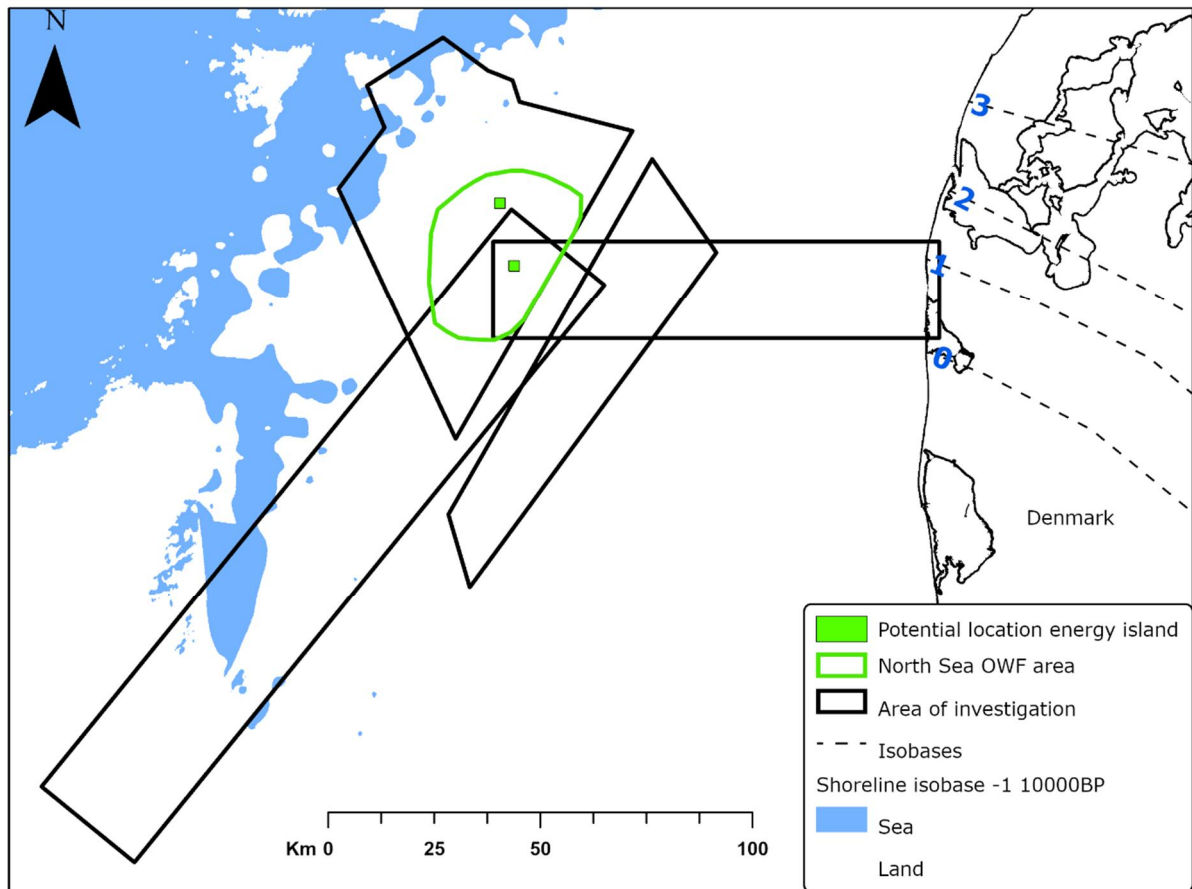 N
3
2
1
0
Denmark
Potential location energy island
North Sea OWF area
Area of investigation
Isobases
Shoreline isobase -1 10000BP
Sea
Land
Km 0 25 50 100